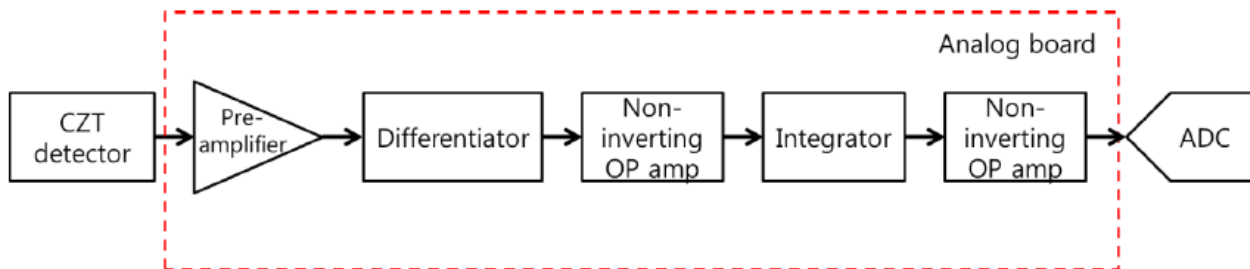 Analog board
CZT
detector
Pre-
amplifier
Differentiator
Non-
inverting
OP amp
Integrator
Non-
inverting
OP amp
ADC